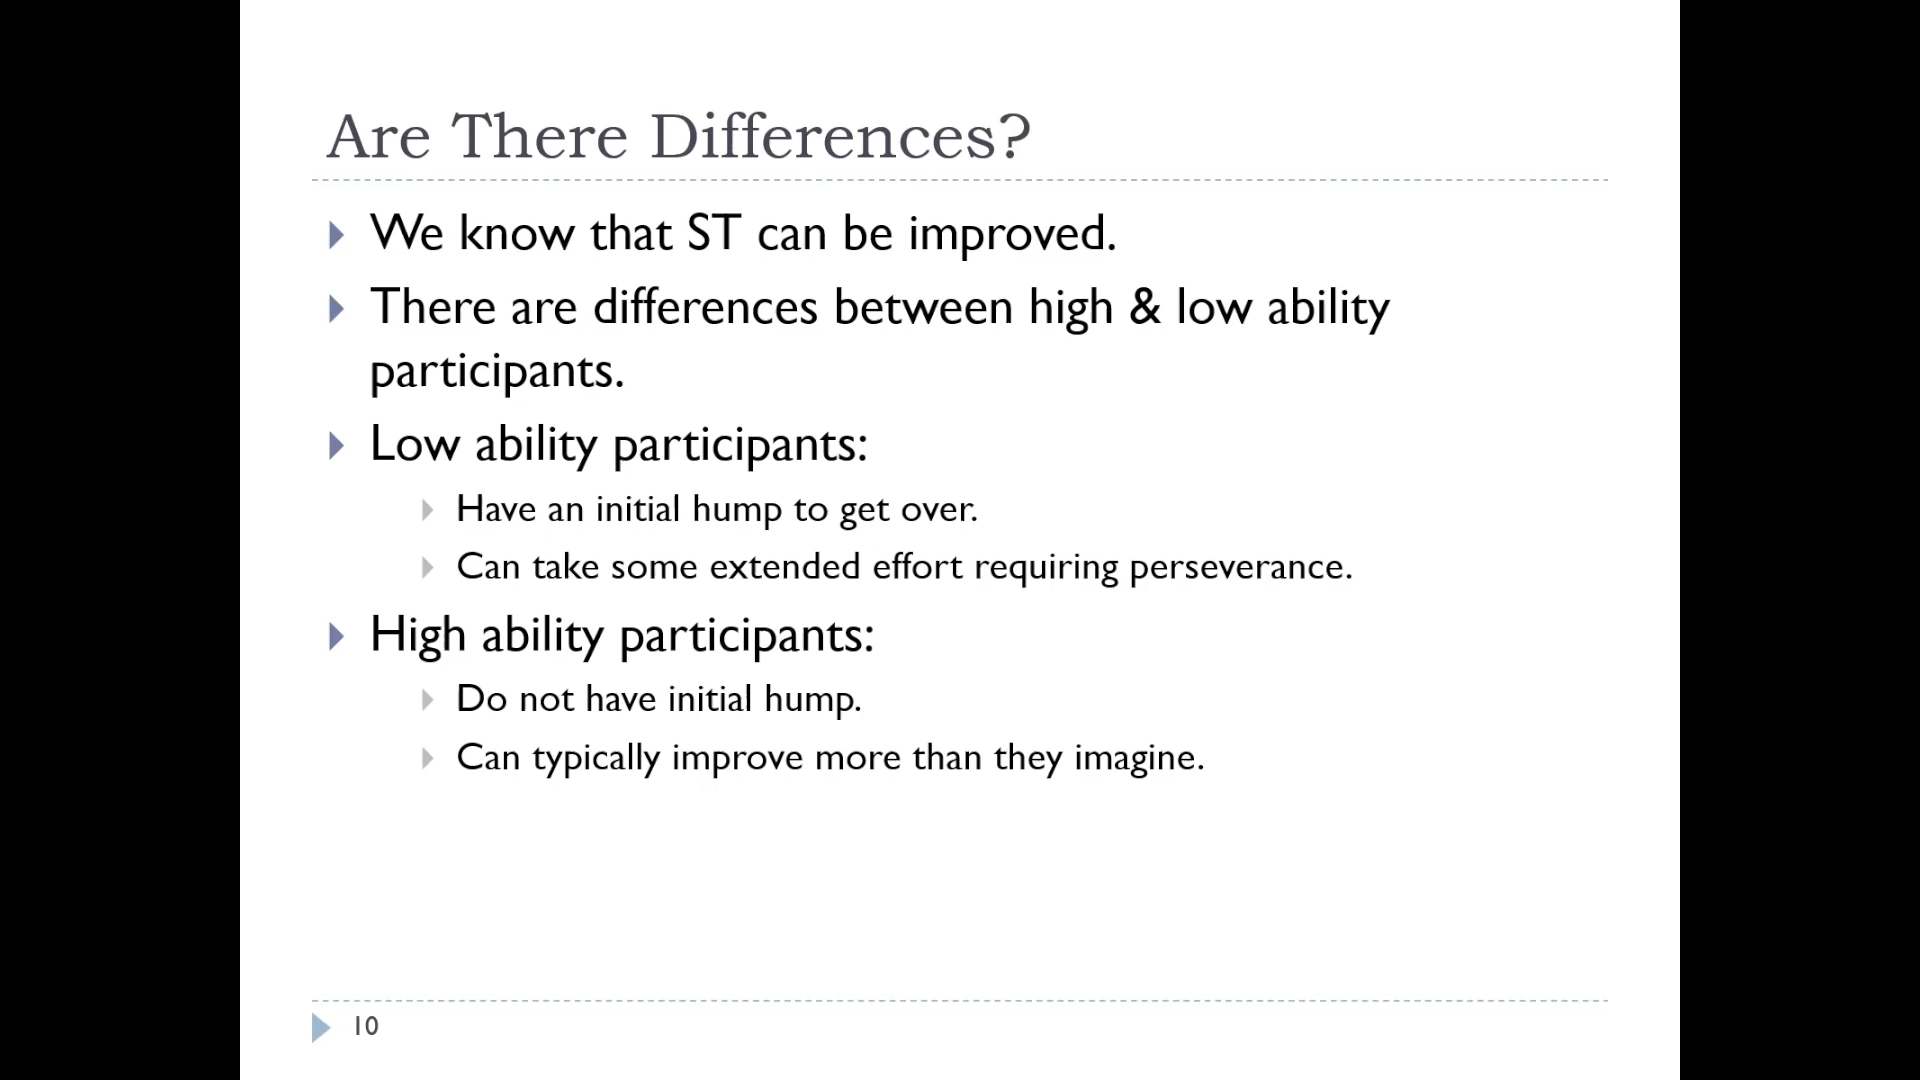 Are There Differences?
We know that ST can be improved.
There are differences between high & low ability
participants.
Low ability participants:
Have an initial hump to get over.
Can take some extended effort requiring perseverance.
High ability participants:
Do not have initial hump.
Can typically improve more than they imagine.
10